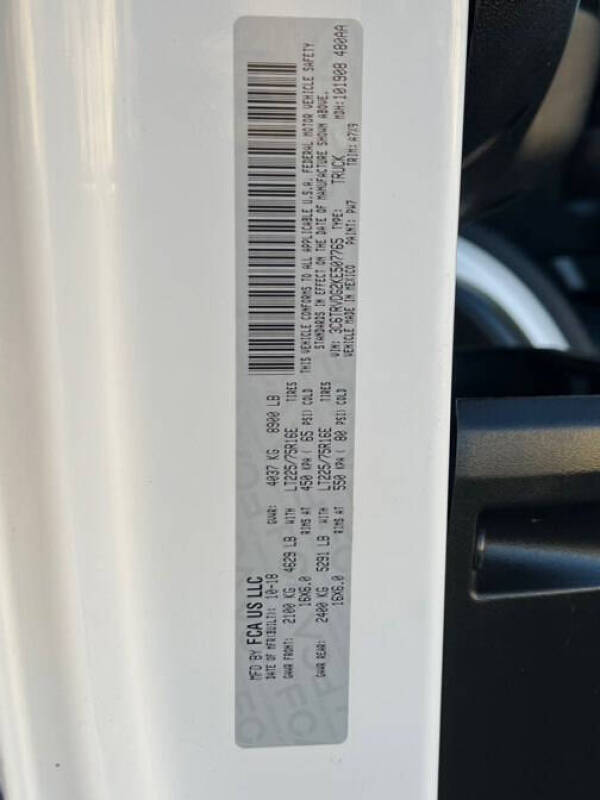 MFD BY FCA US LLC
DATE OF MFR(BUILT): 10-18 GVWR: 4037 KG 8900 LB
GAWR FRONT: 2100 KG 4629 LB WITH LT225/75R16E TIRES
16X6.0 RIMS AT 450 KPA ( 65 PSI) COLD
GAWR REAR: 2400 KG 5291 LB WITH LT225/75R16E TIRES
16X6.0 RIMS AT 550 KPA ( 80 PSI) COLD
THIS VEHICLE CONFORMS TO ALL APPLICABLE U.S.A. FEDERAL MOTOR VEHICLE SAFETY
STANDARDS IN EFFECT ON THE DATE OF MANUFACTURE SHOWN ABOVE.
VIN: 3C6TRVDG2KE507765 TYPE: TRUCK MDH: 101908 480AA
VEHICLE MADE IN MEXICO PAINT: PW7 TRIM: A7X9